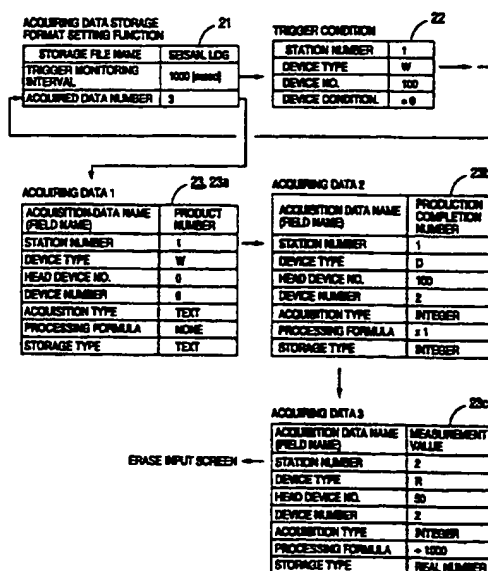 ACQUIRING DATA STORAGE
FORMAT SETTING FUNCTION
21
STORAGE FILE NAME SEISAN. LOG
TRIGGER MONITORING
INTERVAL 1000 [msec]
ACQUIRED DATA NUMBER 3
TRIGGER CONDITION
22
STATION NUMBER 1
DEVICE TYPE W
DEVICE NO. 100
DEVICE CONDITION. 0
ACQUIRING DATA 1
23, 23a
ACQUISITION-DATA NAME
(FIELD NAME) PRODUCT
NUMBER
STATION NUMBER 1
DEVICE TYPE W
HEAD DEVICE NO. 0
DEVICE NUMBER
ACQUISITION TYPE TEXT
PROCESSING FORMULA NONE
STORAGE TYPE TEXT
ACQUIRING DATA 2
23b
ACQUISITION DATA NAME
(FIELD NAME) PRODUCTION
COMPLETION
NUMBER
STATION NUMBER 1
DEVICE TYPE D
HEAD DEVICE NO. 100
DEVICE NUMBER 2
ACQUISITION TYPE INTEGER
PROCESSING FORMULA x 1
STORAGE TYPE INTEGER
ACQUIRING DATA 3
23c
ACQUISITION DATA NAME
(FIELD NAME) MEASUREMENT
VALUE
STATION NUMBER 2
DEVICE TYPE R
HEAD DEVICE NO. 50
DEVICE NUMBER 2
ACQUISITION TYPE INTEGER
PROCESSING FORMULA ÷ 1000
STORAGE TYPE REAL NUMBER
ERASE INPUT SCREEN